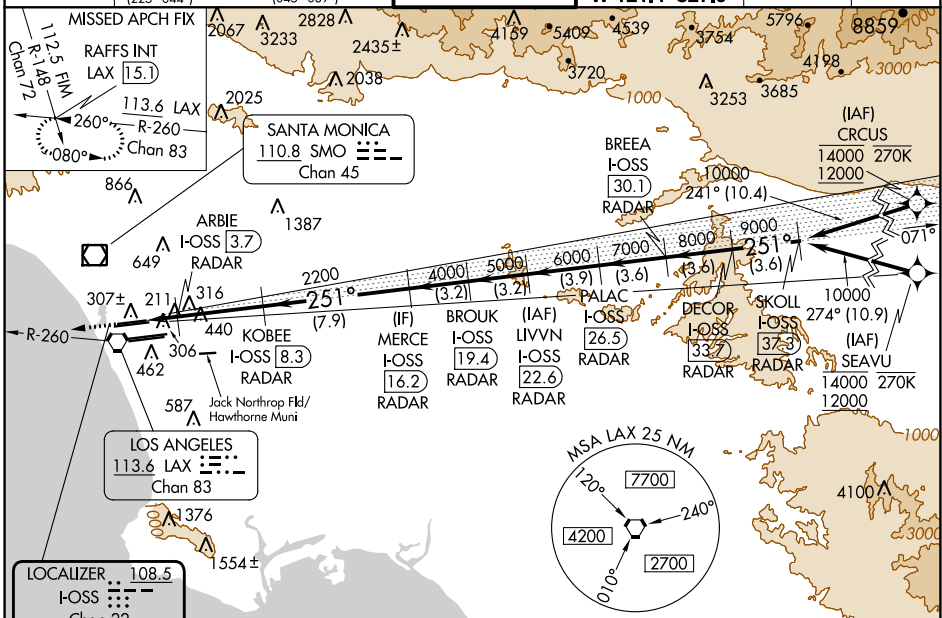 MISSED APCH FIX
112.5 FIM
R-148
Chan 72
RAFFS INT
LAX 15.1
113.6 LAX
R-260
Chan 83
260°
080°
2067
3233
2828
2435±
4159
5409
4539
3754
5796
8859
4198
3000
2038
3720
3253
3685
1000
2025
SANTA MONICA
110.8 SMO
Chan 45
BREEA
I-OSS
30.1
RADAR
(IAF)
CRCUS
14000 270K
12000
866
1387
649
ARBIE
I-OSS 3.7
RADAR
10000
241° (10.4)
071°
2200
251°
(7.9)
4000
(3.2)
5000
(3.2)
6000
(3.9)
7000
(3.6)
8000
(3.6)
9000
251°
(3.6)
10000
274° (10.9)
307±
211
316
440
306
462
R-260
KOBEE
I-OSS 8.3
RADAR
(IF)
MERCE
I-OSS
16.2
RADAR
BROUK
I-OSS
19.4
RADAR
(IAF)
LIVVN
I-OSS
22.6
RADAR
PALAC
I-OSS
26.5
RADAR
DECOR
I-OSS
33.7
RADAR
SKOLL
I-OSS
37.3
RADAR
(IAF)
SEAVU
14000 270K
12000
Jack Northrop Fld/
Hawthorne Muni
587
LOS ANGELES
113.6 LAX
Chan 83
1376
1554±
MSA LAX 25 NM
120°
7700
240°
4200
2700
010°
1000
4100
3000
LOCALIZER 108.5
I-OSS